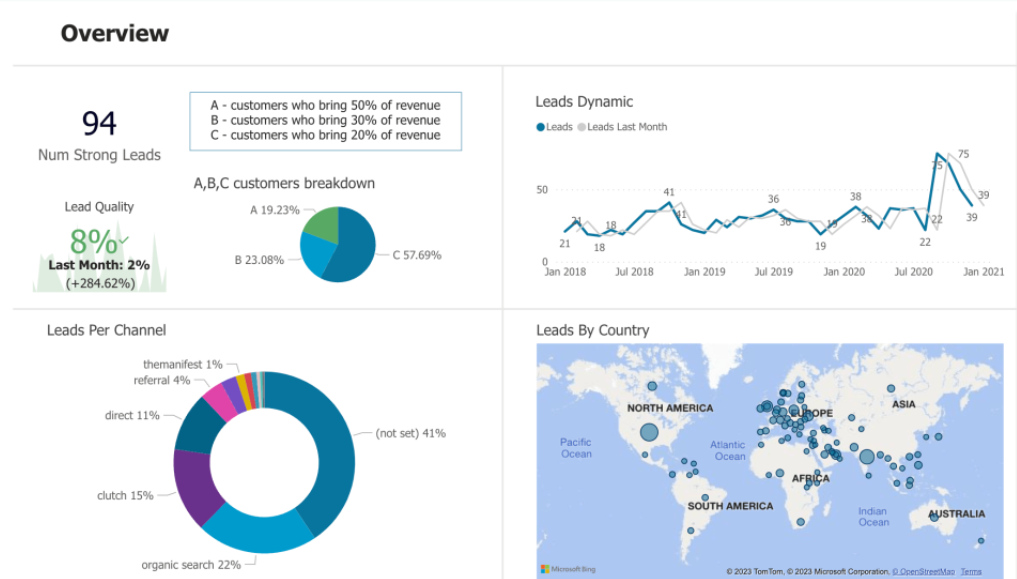 Overview
94
Num Strong Leads
A - customers who bring 50% of revenue
B - customers who bring 30% of revenue
C - customers who bring 20% of revenue
Lead Quality
8%
Last Month: 2%
(+284.62%)
A,B,C customers breakdown
A 19.23%
B 23.08%
C 57.69%
Leads Dynamic
Leads Leads Last Month
50
0
21
21
18
18
41
41
36
36
19
19
38
38
22
22
75
75
39
39
Jan 2018 Jul 2018 Jan 2019 Jul 2019 Jan 2020 Jul 2020 Jan 2021
Leads Per Channel
themanifest 1%
referral 4%
direct 11%
(not set) 41%
clutch 15%
organic search 22%
Leads By Country
NORTH AMERICA
EUROPE
ASIA
Pacific
Ocean
Atlantic
Ocean
AFRICA
SOUTH AMERICA
Indian
Ocean
AUSTRALIA
Microsoft Bing
© 2023 TomTom, © 2023 Microsoft Corporation, © OpenStreetMap Terms